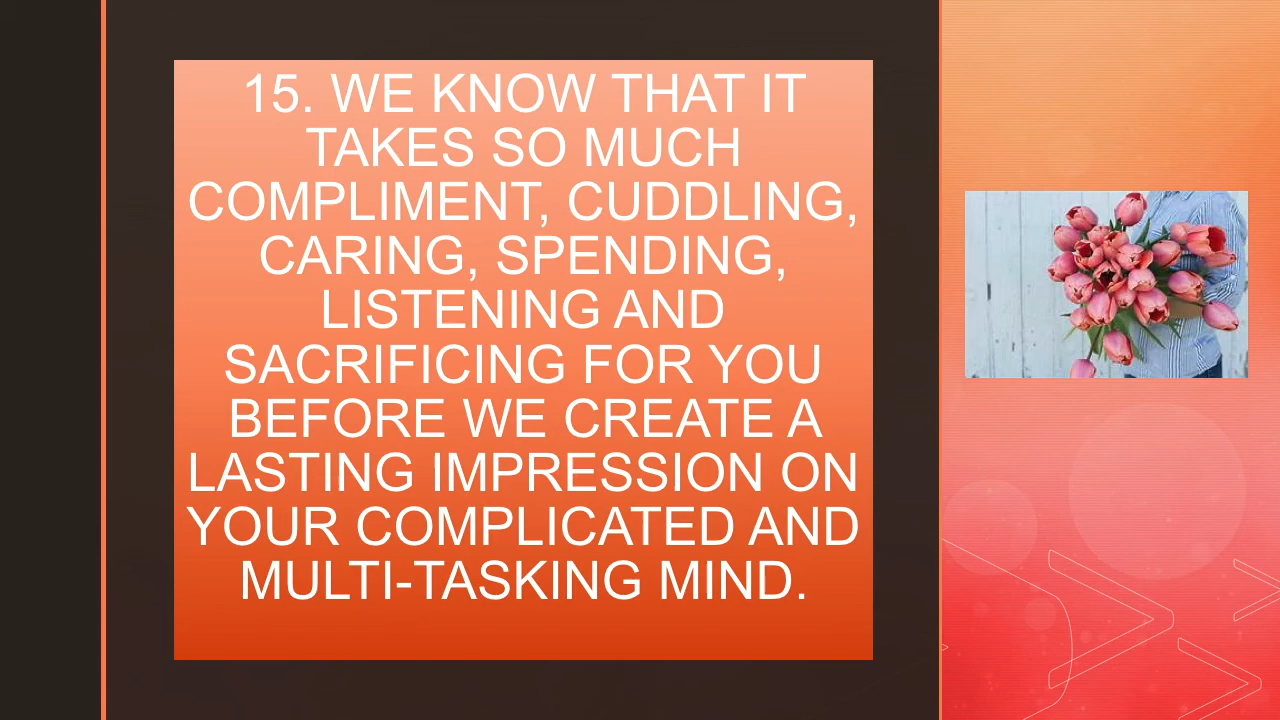 15. WE KNOW THAT IT
TAKES SO MUCH
COMPLIMENT, CUDDLING,
CARING, SPENDING,
LISTENING AND
SACRIFICING FOR YOU
BEFORE WE CREATE A
LASTING IMPRESSION ON
YOUR COMPLICATED AND
MULTI-TASKING MIND.